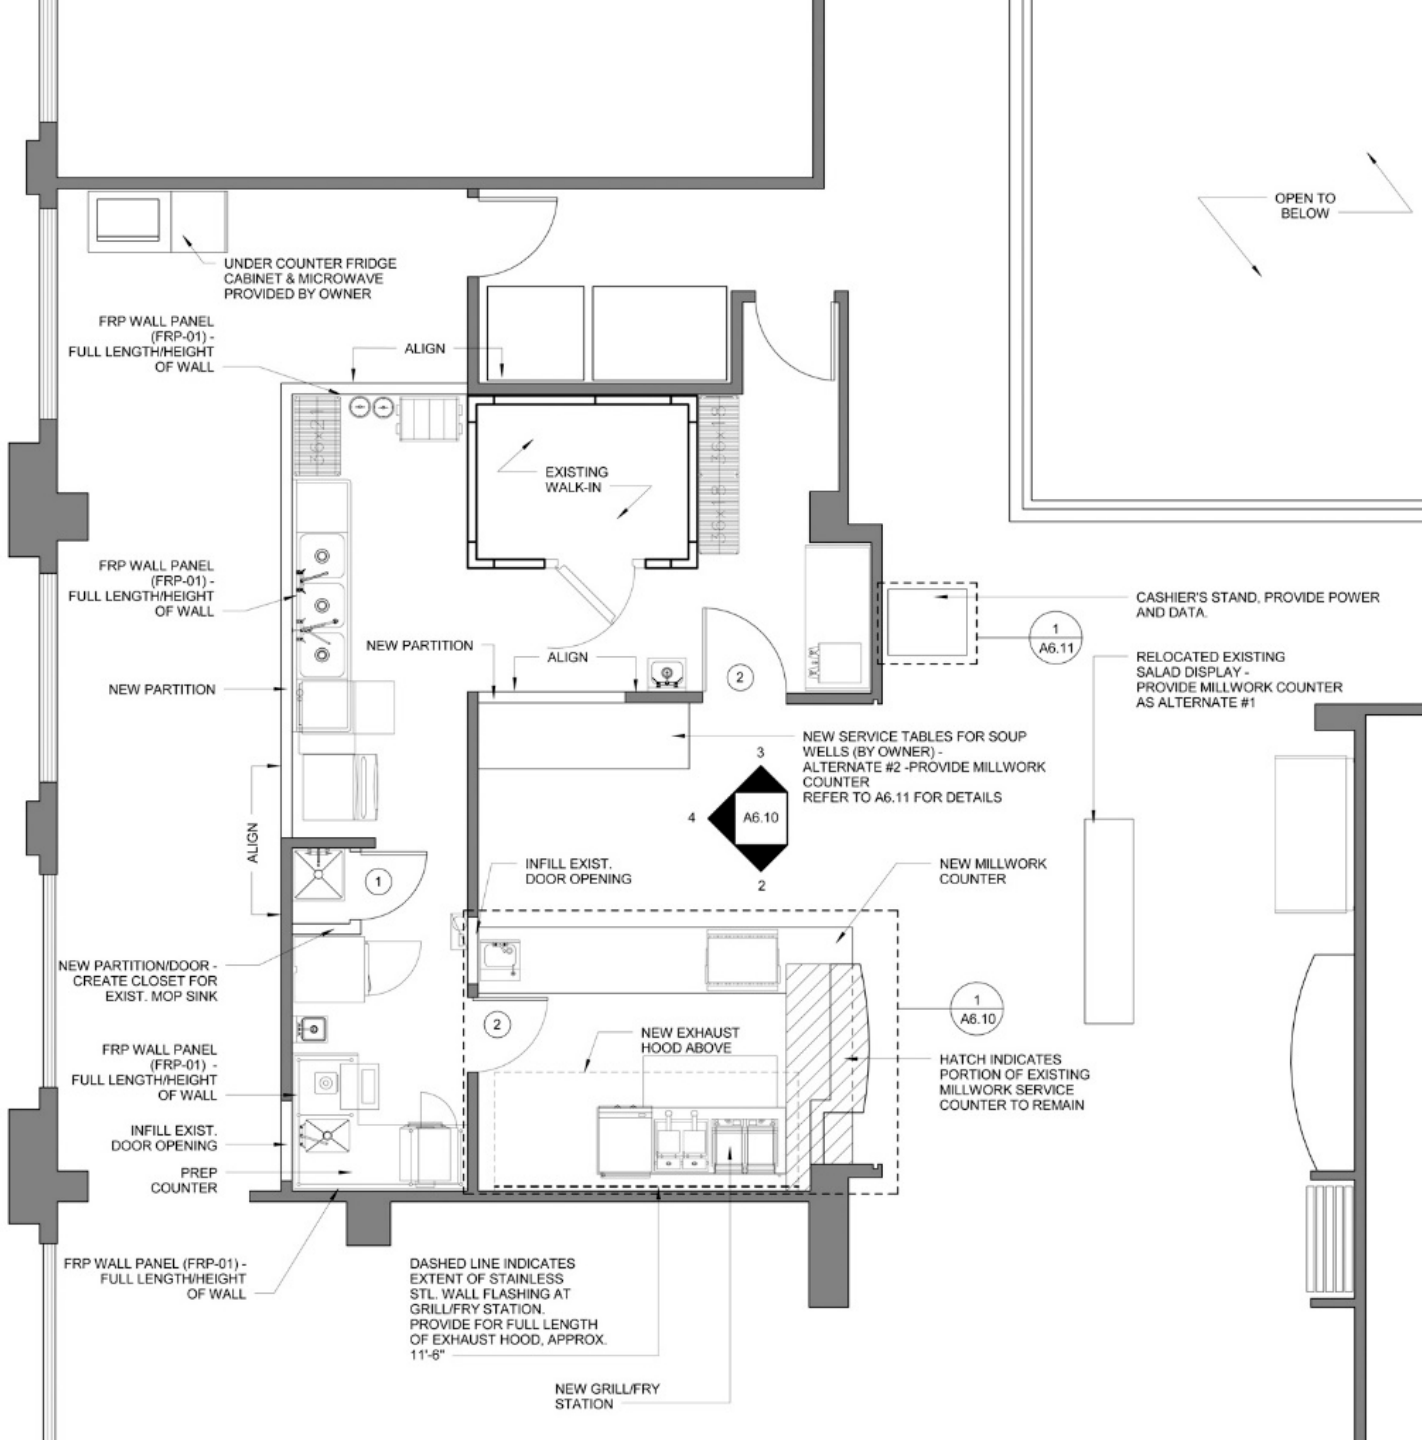 OPEN TO
BELOW
UNDER COUNTER FRIDGE
CABINET & MICROWAVE
PROVIDED BY OWNER
FRP WALL PANEL
(FRP-01) -
FULL LENGTH/HEIGHT
OF WALL
ALIGN
36x21
36x18
36x18
EXISTING
WALK-IN
FRP WALL PANEL
(FRP-01) -
FULL LENGTH/HEIGHT
OF WALL
CASHIER'S STAND, PROVIDE POWER
AND DATA.
1
A6.11
NEW PARTITION
ALIGN
2
RELOCATED EXISTING
SALAD DISPLAY -
PROVIDE MILLWORK COUNTER
AS ALTERNATE #1
NEW PARTITION
NEW SERVICE TABLES FOR SOUP
WELLS (BY OWNER) -
ALTERNATE #2 -PROVIDE MILLWORK
COUNTER
REFER TO A6.11 FOR DETAILS
3
4
A6.10
2
ALIGN
1
INFILL EXIST.
DOOR OPENING
NEW MILLWORK
COUNTER
NEW PARTITION/DOOR -
CREATE CLOSET FOR
EXIST. MOP SINK
1
A6.10
2
NEW EXHAUST
HOOD ABOVE
FRP WALL PANEL
(FRP-01) -
FULL LENGTH/HEIGHT
OF WALL
HATCH INDICATES
PORTION OF EXISTING
MILLWORK SERVICE
COUNTER TO REMAIN
INFILL EXIST.
DOOR OPENING
PREP
COUNTER
FRP WALL PANEL (FRP-01) -
FULL LENGTH/HEIGHT
OF WALL
DASHED LINE INDICATES
EXTENT OF STAINLESS
STL. WALL FLASHING AT
GRILL/FRY STATION.
PROVIDE FOR FULL LENGTH
OF EXHAUST HOOD, APPROX.
11'-6"
NEW GRILL/FRY
STATION